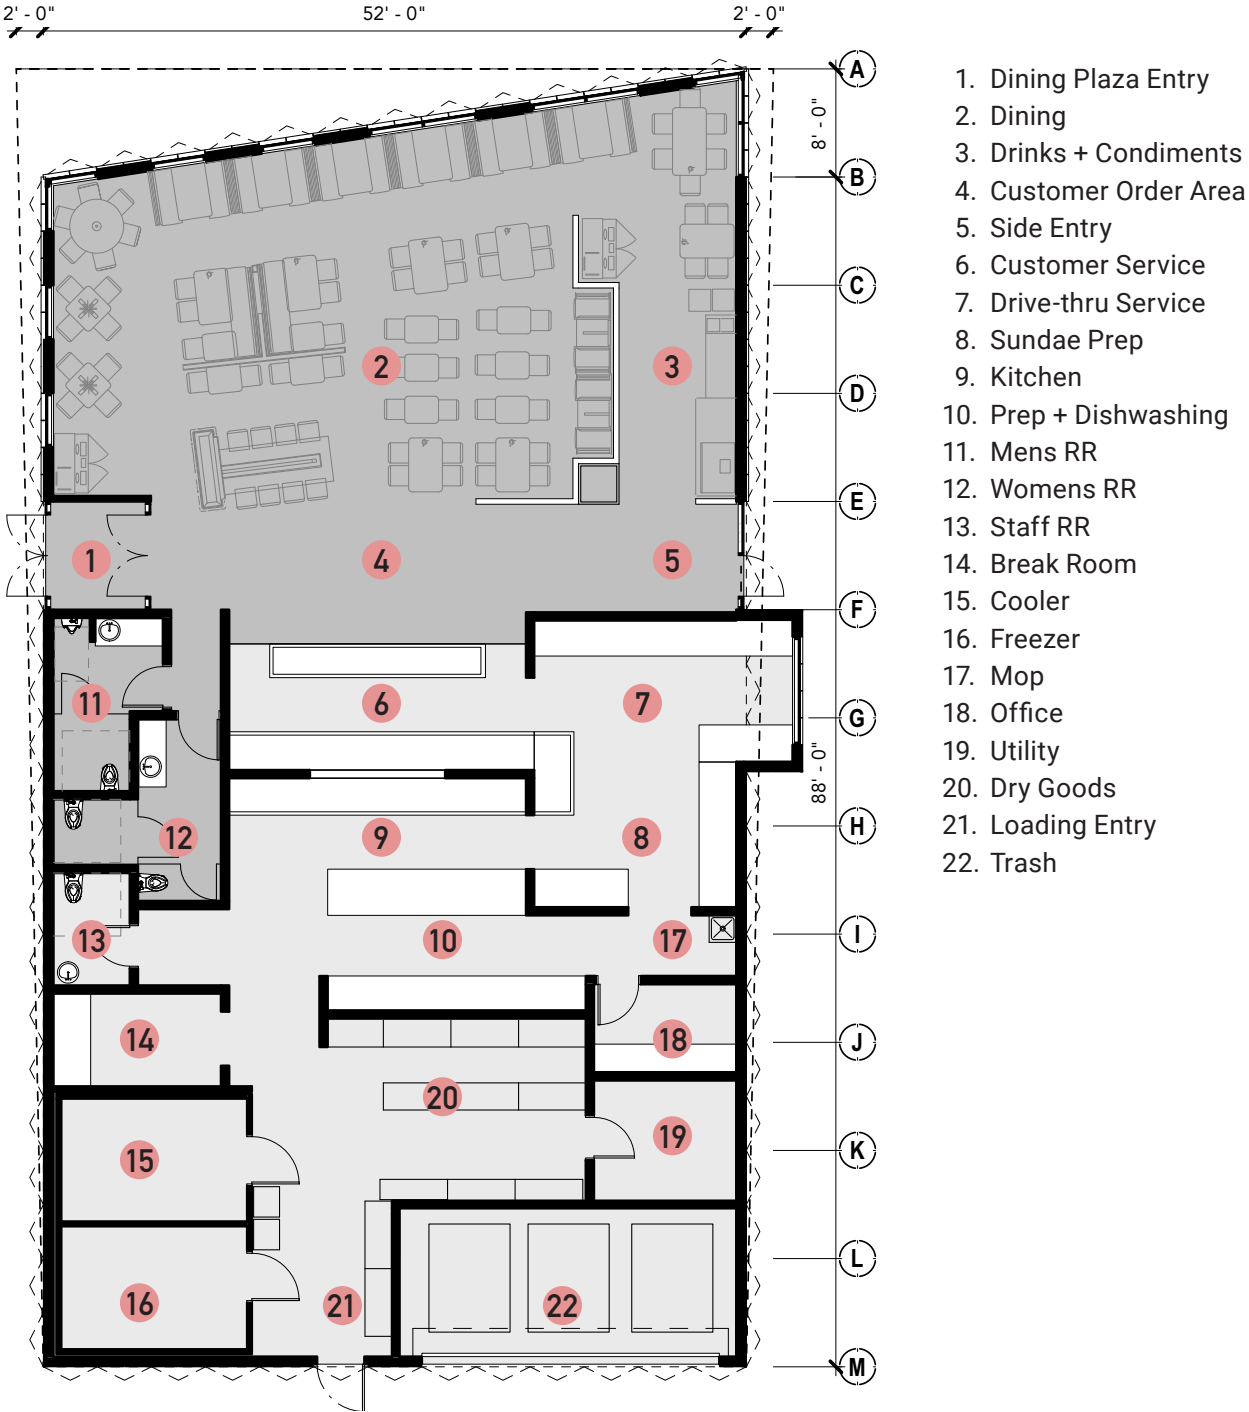 2' - 0" 52' - 0" 2' - 0"
A
8' - 0"
B
C
D
E
F
G
88' - 0"
H
I
J
K
L
M
2
3
1
4
5
11
6
7
12
9
8
13
10
17
14
18
20
15
19
16
21
22
1. Dining Plaza Entry
2. Dining
3. Drinks + Condiments
4. Customer Order Area
5. Side Entry
6. Customer Service
7. Drive-thru Service
8. Sundae Prep
9. Kitchen
10. Prep + Dishwashing
11. Mens RR
12. Womens RR
13. Staff RR
14. Break Room
15. Cooler
16. Freezer
17. Mop
18. Office
19. Utility
20. Dry Goods
21. Loading Entry
22. Trash